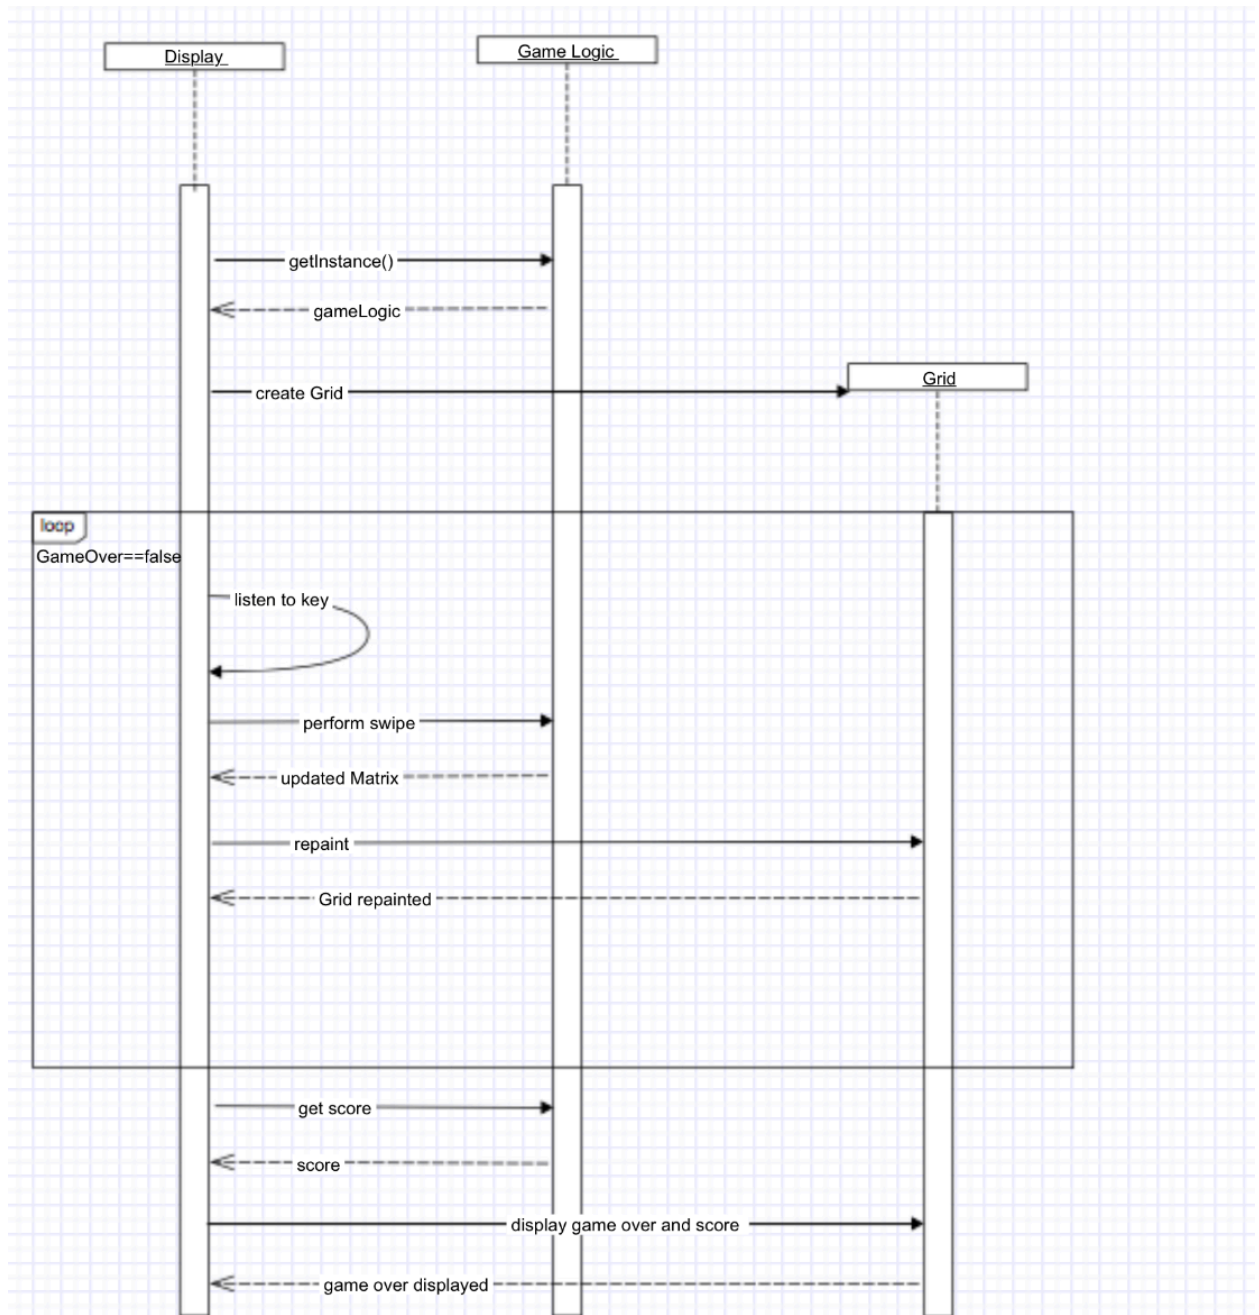 Display
Game Logic
getInstance()
gameLogic
create Grid
Grid
loop
GameOver==false
listen to key
perform swipe
updated Matrix
repaint
Grid repainted
get score
score
display game over and score
game over displayed